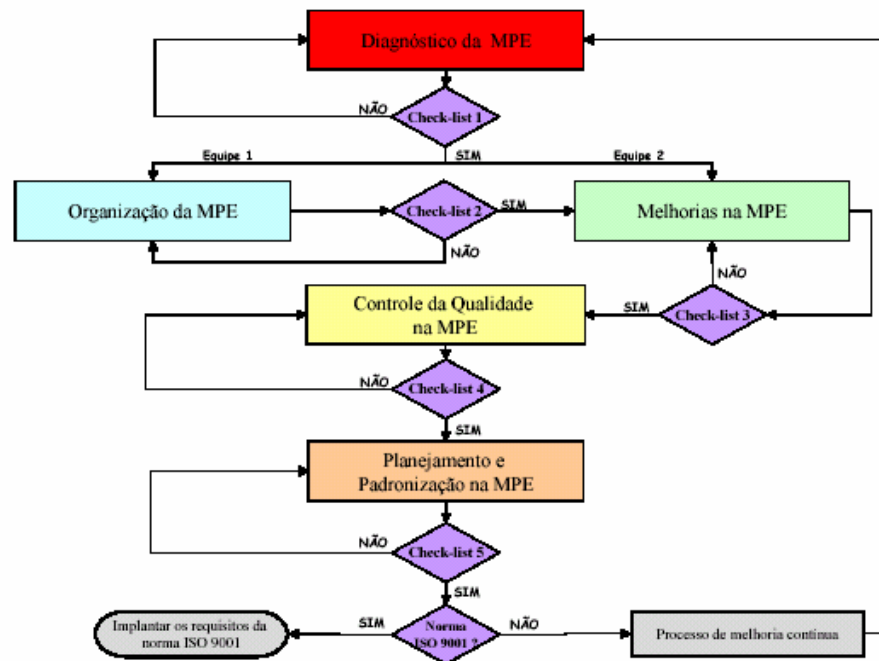 Diagnóstico da MPE
NÃO
Check-list 1
Equipe 1
SIM
Equipe 2
Organização da MPE
Check-list 2
SIM
Melhorias na MPE
NÃO
NÃO
Controle da Qualidade
na MPE
SIM
Check-list 3
NÃO
Check-list 4
SIM
Planejamento e
Padronização na MPE
NÃO
Check-list 5
SIM
Implantar os requisitos da
norma ISO 9001
SIM
Norma
ISO 9001 ?
NÃO
Processo de melhoria contínua